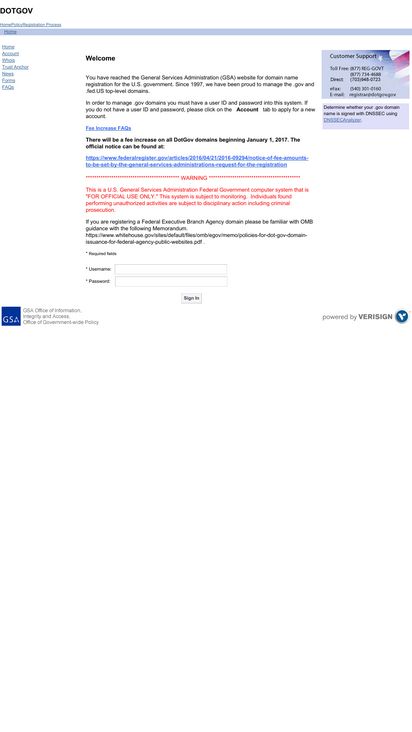 DOTGOV
HomePolicyRegistration Process
Home
Home
Account
Whois
Trust Anchor
News
Forms
FAQs
Welcome
You have reached the General Services Administration (GSA) website for domain name
registration for the U.S. government. Since 1997, we have been proud to manage the .gov and
.fed.US top-level domains.
In order to manage .gov domains you must have a user ID and password into this system. If
you do not have a user ID and password, please click on the Account tab to apply for a new
account.
Fee Increase FAQs
There will be a fee increase on all DotGov domains beginning January 1, 2017. The
official notice can be found at:
https://www.federalregister.gov/articles/2016/04/21/2016-09294/notice-of-fee-amounts-
to-be-set-by-the-general-services-administrations-request-for-the-registration
WARNING
This is a U.S. General Services Administration Federal Government computer system that is
"FOR OFFICIAL USE ONLY." This system is subject to monitoring. Individuals found
performing unauthorized activities are subject to disciplinary action including criminal
prosecution.
If you are registering a Federal Executive Branch Agency domain please be familiar with OMB
guidance with the following Memorandum.
https://www.whitehouse.gov/sites/default/files/omb/egov/memo/policies-for-dot-gov-domain-
issuance-for-federal-agency-public-websites.pdf .
* Required fields
* Username:
* Password:
Sign In
Customer Support
Toll Free: (877) REG-GOVT
(877) 734-4688
Direct (703)948-0723
eFax: (540) 301-0160
E-mail: registrar@dotgov.gov
Determine whether your .gov domain
name is signed with DNSSEC using
DNSSECAnalyzer.
GSA
GSA Office of Information,
Integrity and Access,
Office of Government-wide Policy
powered by VERISIGN